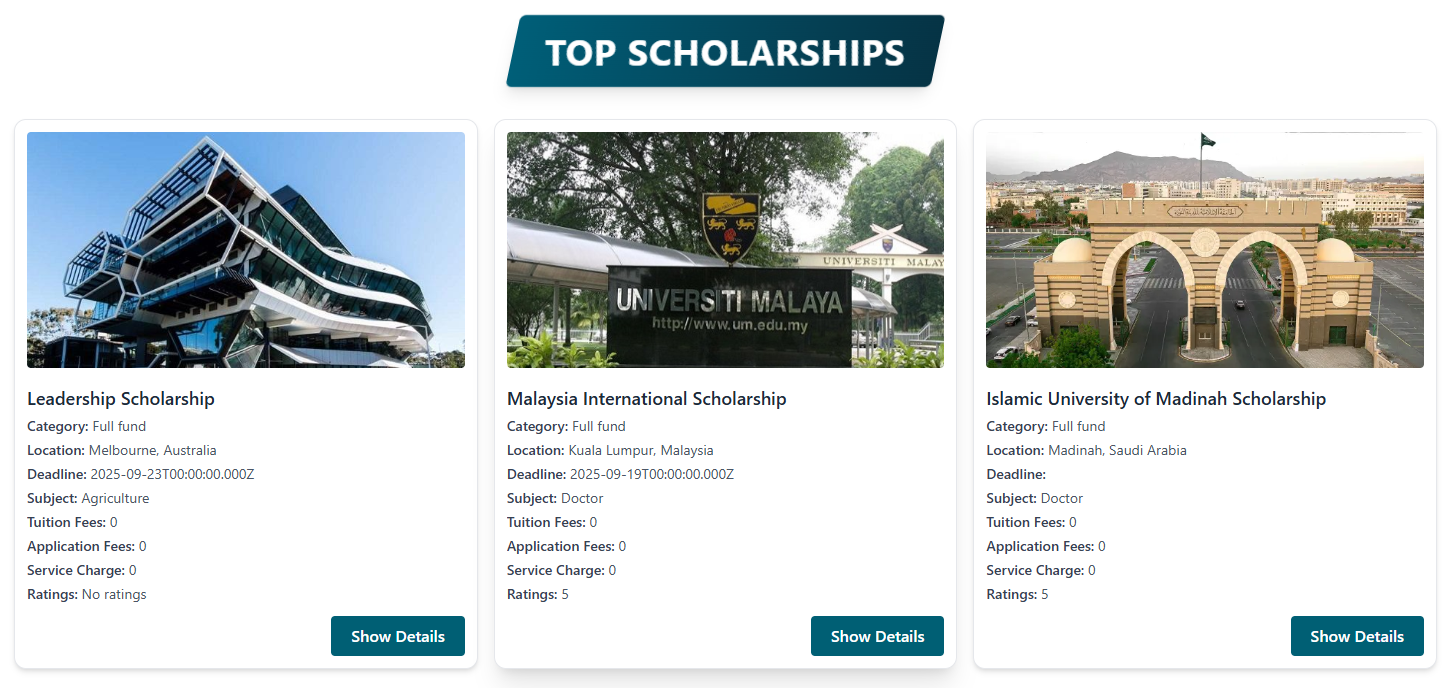 TOP SCHOLARSHIPS
UNIVERSITI MALAYA
http://www.um.edu.my
UNIVERSITI MALAY
Leadership Scholarship
Category: Full fund
Location: Melbourne, Australia
Deadline: 2025-09-23T00:00:00.000Z
Subject: Agriculture
Tuition Fees: 0
Application Fees: 0
Service Charge: 0
Ratings: No ratings
Show Details
Malaysia International Scholarship
Category: Full fund
Location: Kuala Lumpur, Malaysia
Deadline: 2025-09-19T00:00:00.000Z
Subject: Doctor
Tuition Fees: 0
Application Fees: 0
Service Charge: 0
Ratings: 5
Show Details
Islamic University of Madinah Scholarship
Category: Full fund
Location: Madinah, Saudi Arabia
Deadline:
Subject: Doctor
Tuition Fees: 0
Application Fees: 0
Service Charge: 0
Ratings: 5
Show Details